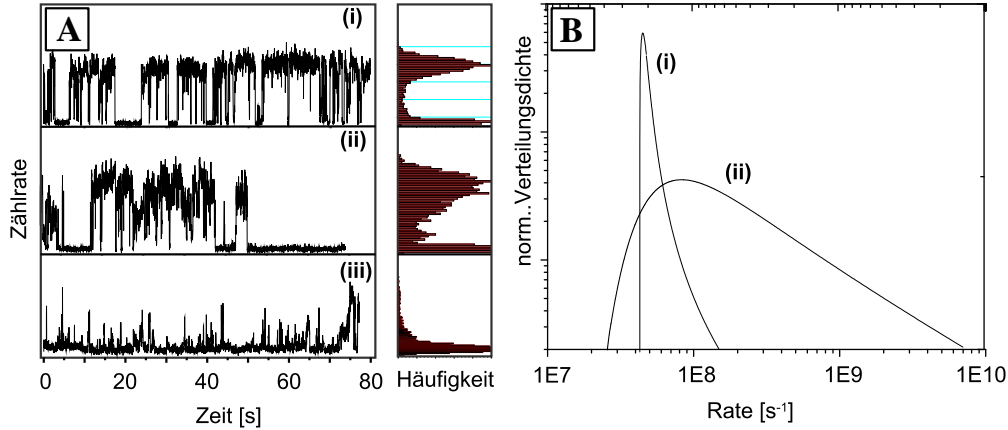 A
(i)
(ii)
(iii)
Zählrate
0 20 40 60 80
Zeit [s]
Häufigkeit
B
(i)
(ii)
norm..Verteilungsdichte
1E7 1E8 1E9 1E10
Rate [s⁻¹]